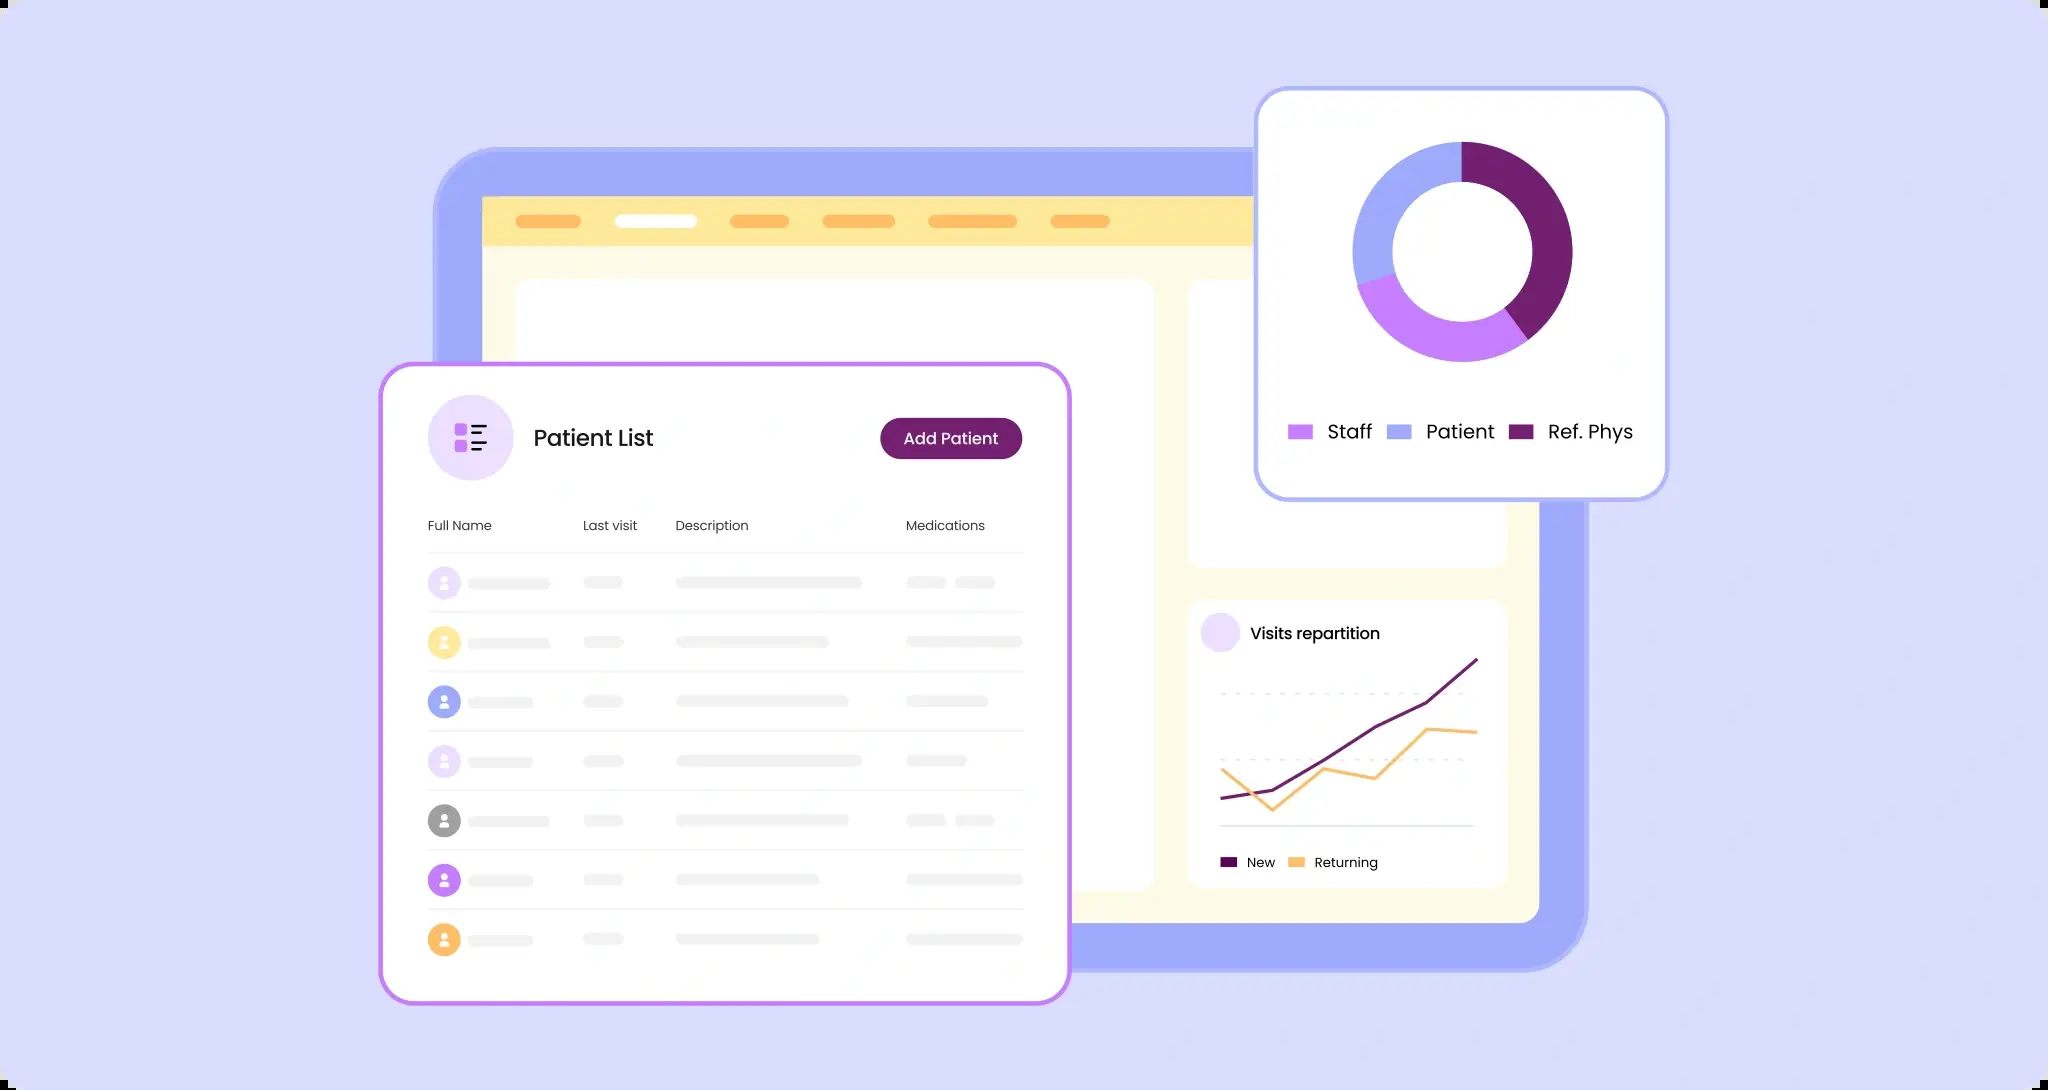 Staff Patient Ref. Phys
Patient List
Add Patient
Full Name Last visit Description Medications
Visits repartition
New Returning